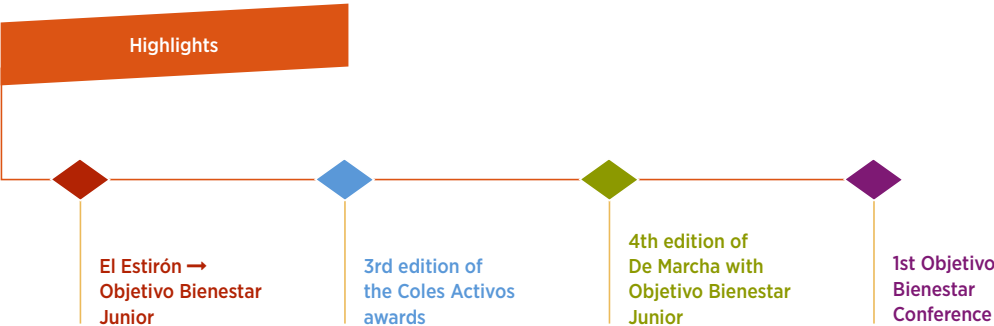 Highlights
El Estirón →
Objetivo Bienestar
Junior
3rd edition of
the Coles Activos
awards
4th edition of
De Marcha with
Objetivo Bienestar
Junior
1st Objetivo
Bienestar
Conference